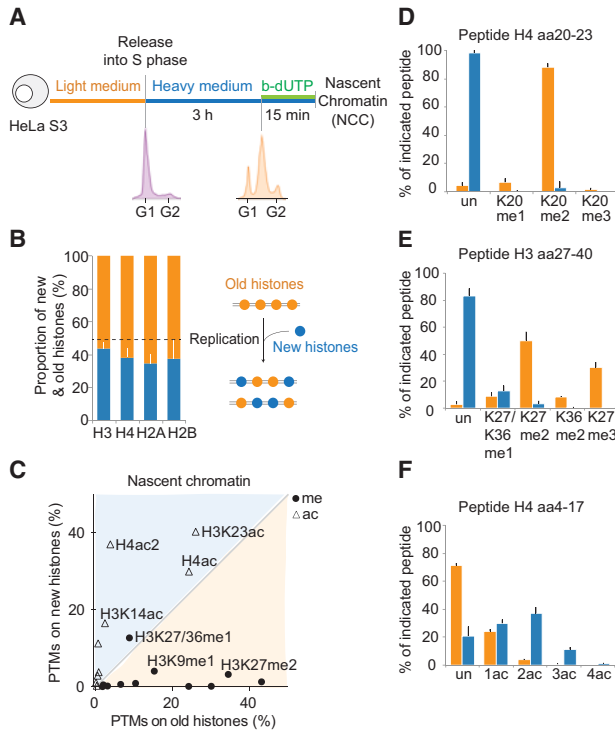 A
Release
into S phase
Light medium
Heavy medium
b-dUTP
3 h
15 min
Nascent
Chromatin
(NCC)
HeLa S3
G1 G2
G1 G2
B
Proportion of new
& old histones (%)
100
80
60
40
20
0
H3 H4 H2A H2B
Old histones
Replication
New histones
C
Nascent chromatin
me
ac
PTMs on new histones (%)
40
20
0
H4ac2
H3K23ac
H4ac
H3K14ac
H3K27/36me1
H3K9me1
H3K27me2
0 20 40
PTMs on old histones (%)
D
Peptide H4 aa20-23
% of indicated peptide
100
80
60
40
20
0
un K20 K20 K20
me1 me2 me3
E
Peptide H3 aa27-40
% of indicated peptide
100
80
60
40
20
0
un K27/ K27 K36 K27
K36 me2 me2 me3
me1
F
Peptide H4 aa4-17
% of indicated peptide
100
80
60
40
20
0
un 1ac 2ac 3ac 4ac